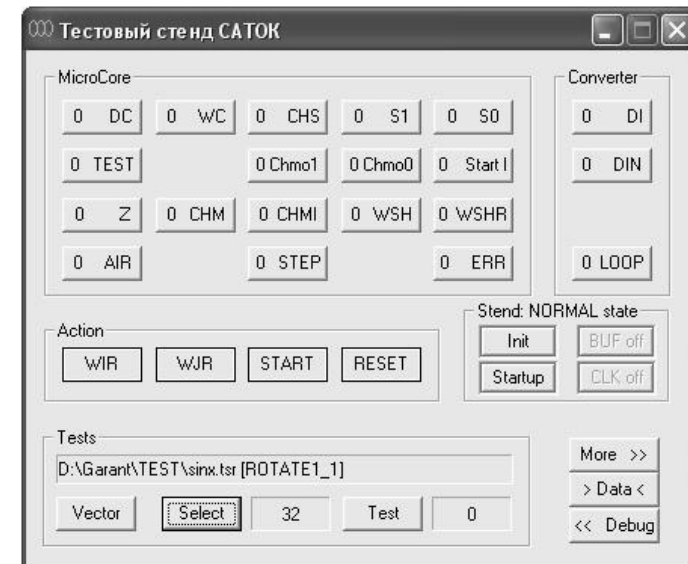 Тестовый стенд САТОК
MicroCore
Converter
0 DC 0 WC 0 CHS 0 S1 0 S0 0 DI
0 TEST 0 Chmo1 0 Chmo0 0 Start I 0 DIN
0 Z 0 CHM 0 CHMI 0 WSH 0 WSHR
0 AIR 0 STEP 0 ERR 0 LOOP
Stend: NORMAL state
Action
Init BUF off
WIR WJR START RESET
Startup CLK off
Tests
D:\Garant\TEST\sinx.tsr [ROTATE1_1]
More >>
> Data <
Vector Select 32 Test 0
<< Debug